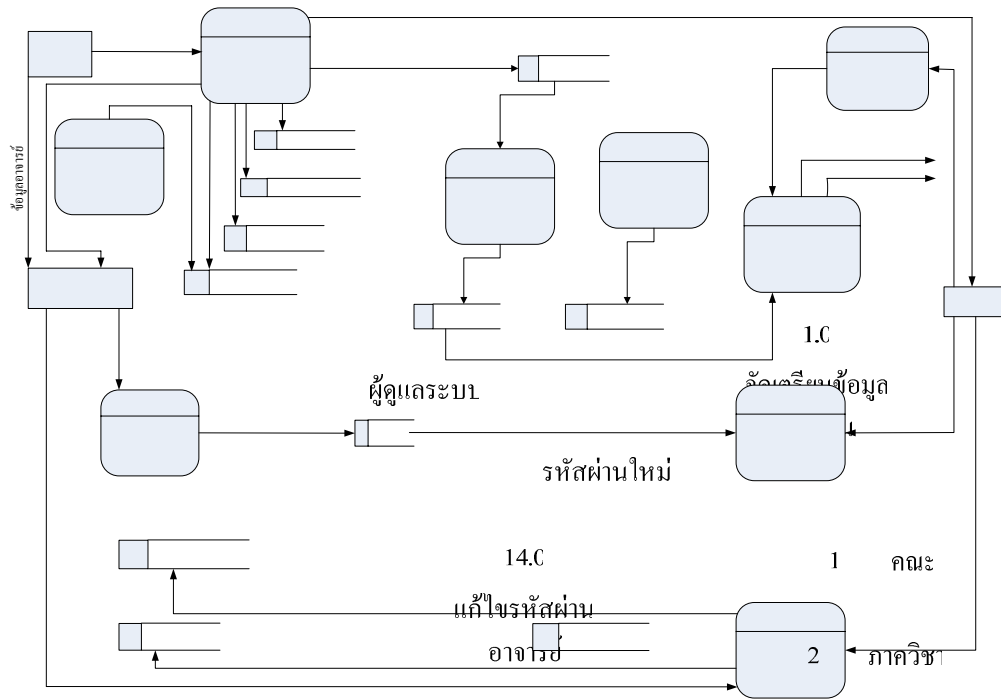 ข้อมูลอาจารย์
1.0
ผู้ดูแลระบบ
จัดเตรียมข้อมูล
รหัสผ่านใหม่
14.0
1 คณะ
แก้ไขรหัสผ่าน
อาจารย์
2 ภาควิชา